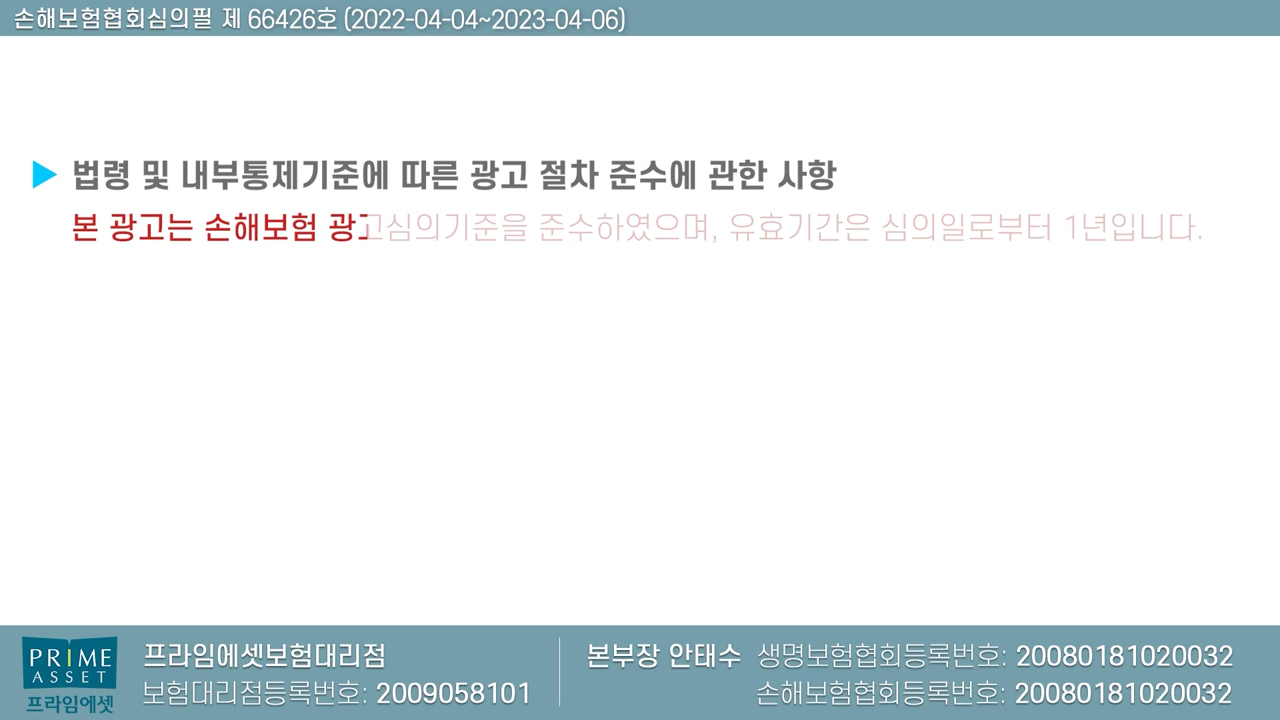 손해보험협회심의필 제 66426호 (2022-04-04~2023-04-06)
▶ 법령 및 내부통제기준에 따른 광고 절차 준수에 관한 사항
본 광고는 손해보험 광고심의기준을 준수하였으며, 유효기간은 심의일로부터 1년입니다.
PRIME
ASSET
프라임에셋
프라임에셋보험대리점
보험대리점등록번호: 2009058101
본부장 안태수 생명보험협회등록번호: 20080181020032
손해보험협회등록번호: 20080181020032